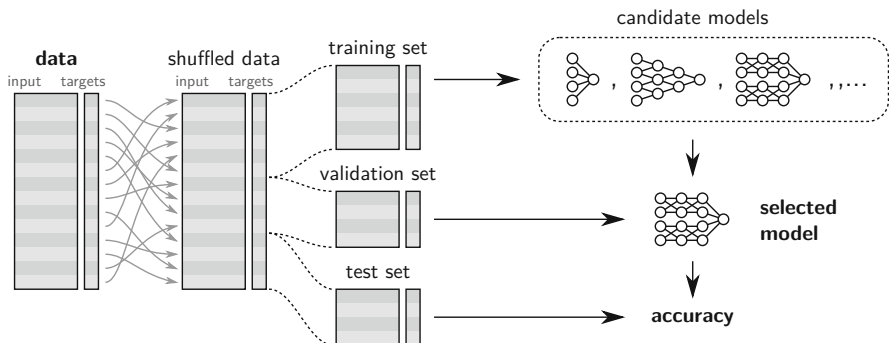 candidate models
data
shuffled data
training set
input targets
input targets
, , , , ...
validation set
selected
model
test set
accuracy